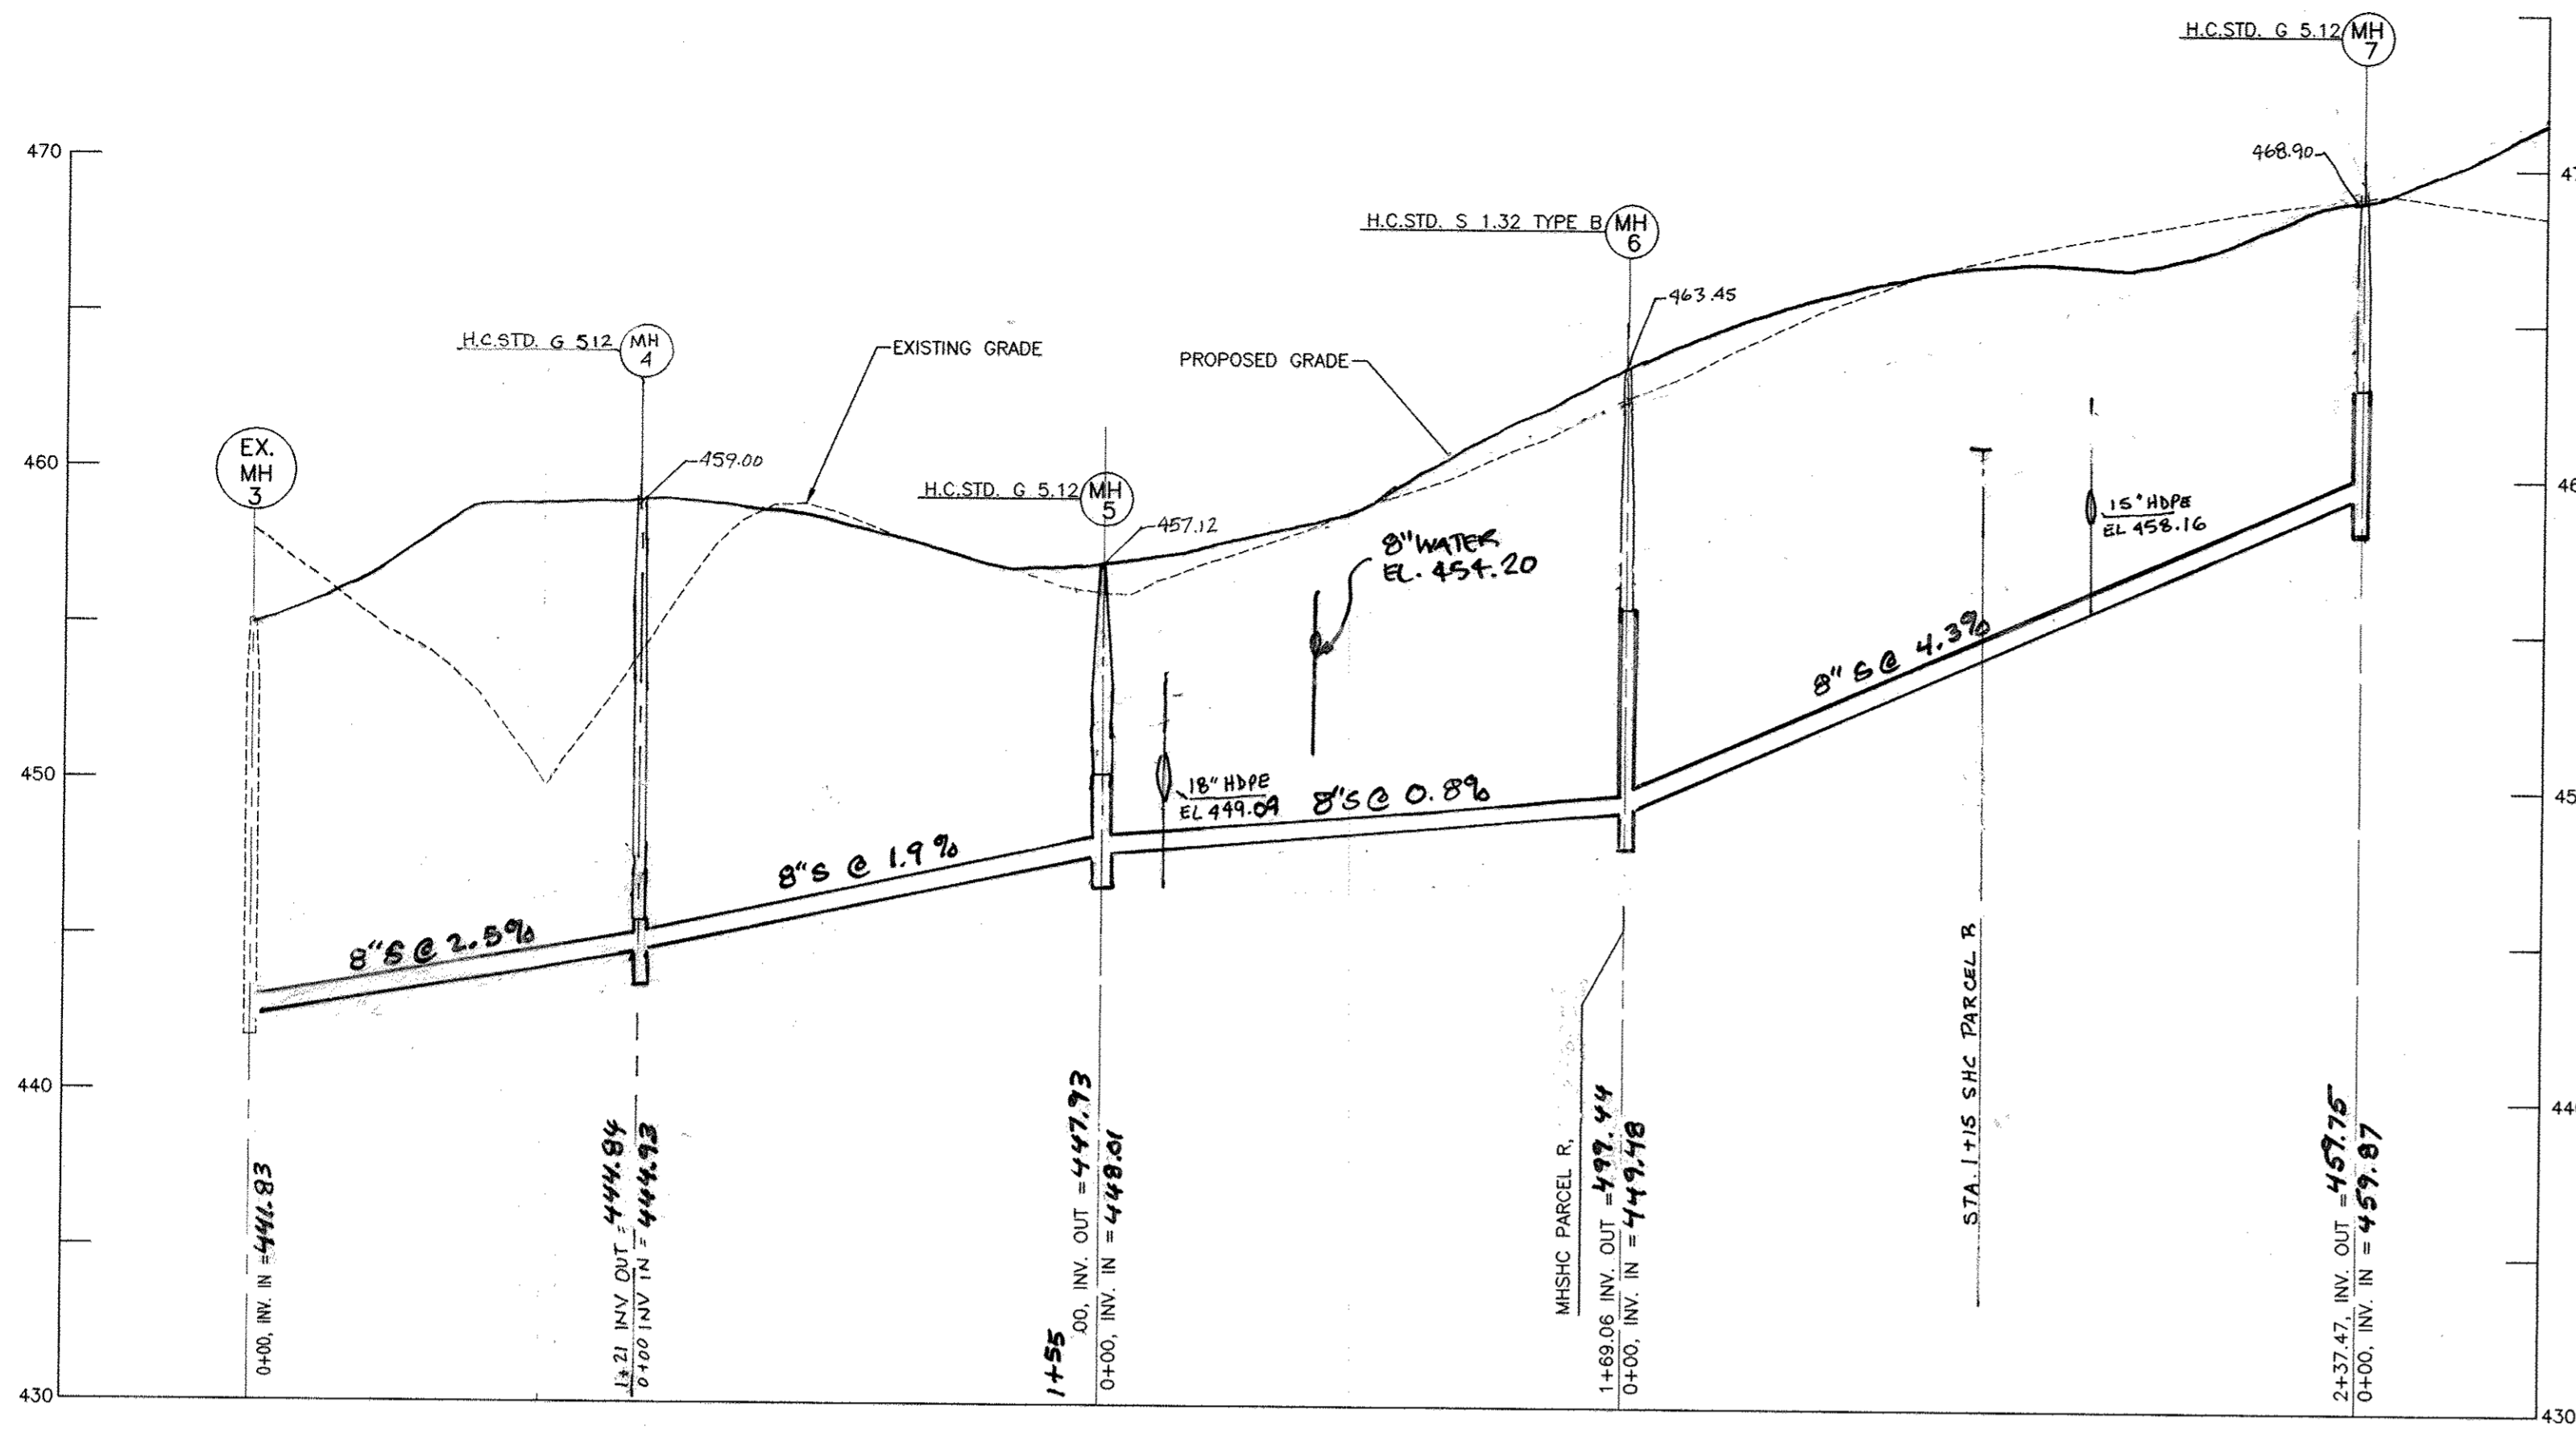 H.C.STD. G 5.12
MH
7
470
468.90
H.C.STD. S 1.32 TYPE B
MH
6
463.45
H.C.STD. G 512
MH
4
EXISTING GRADE
PROPOSED GRADE
EX.
MH
3
460
459.00
H.C.STD. G 5.12
MH
5
457.12
8" WATER
EL. 454.20
15" HDPE
EL 458.16
8" S @ 4.3%
450
18" HDPE
EL 449.09
8"S @ 0.8%
8"S @ 1.9%
8"S @ 2.5%
440
430
430
0+00, INV. IN =
1+21 INV OUT = 444.84
0+00 INV IN = 444.93
1+55
.00, INV. OUT = 447.93
0+00, INV. IN = 448.01
MHSHC PARCEL R,
1+69.06 INV. OUT = 499.44
0+00, INV. IN = 449.48
STA. 1+15 SHC PARCEL R
2+37.47, INV. OUT = 459.75
0+00, INV. IN = 459.87